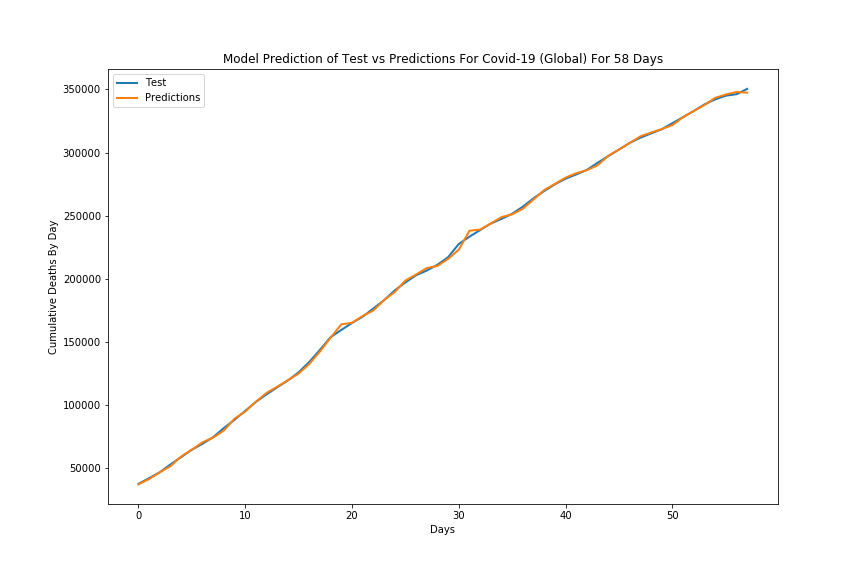 Model Prediction of Test vs Predictions For Covid-19 (Global) For 58 Days
Test
Predictions
350000
300000
250000
200000
150000
100000
50000
Cumulative Deaths By Day
0 10 20 30 40 50
Days